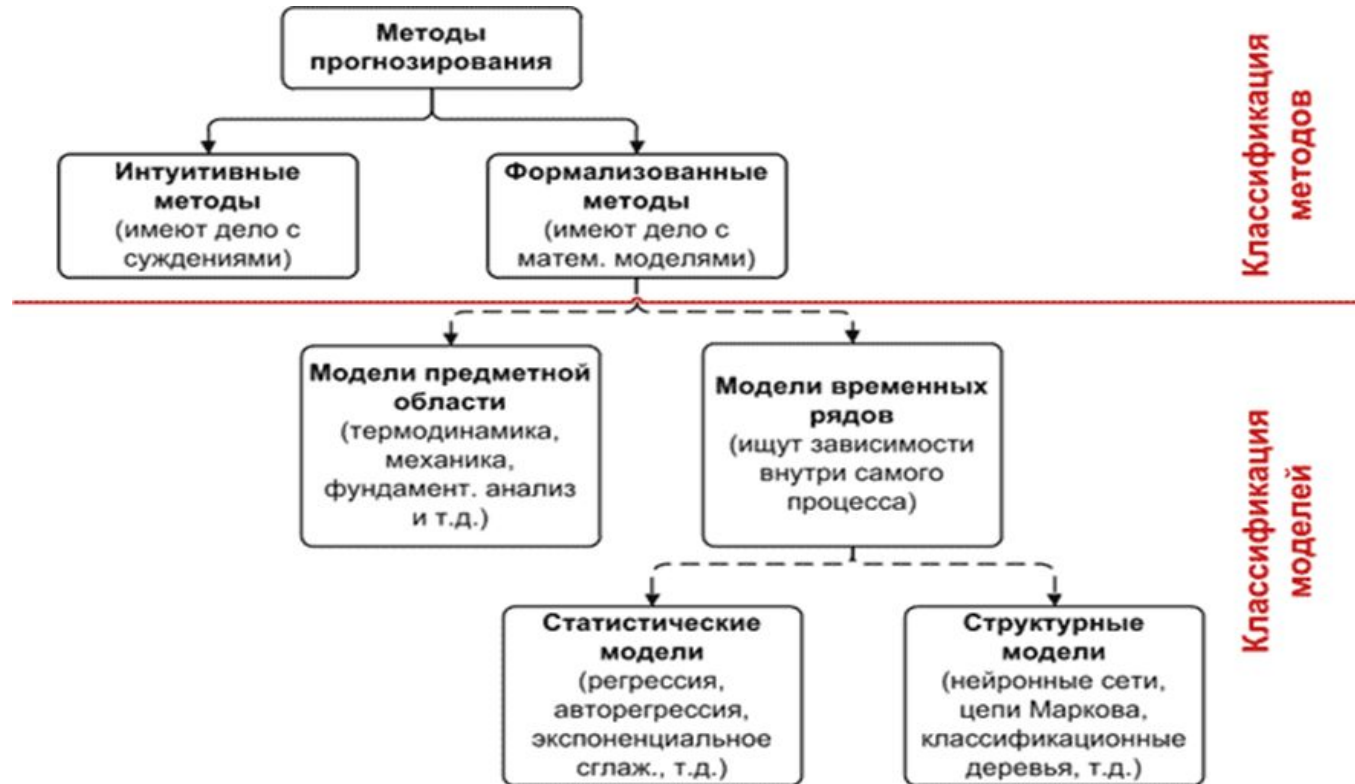 Методы
прогнозирования
Интуитивные
методы
(имеют дело с
суждениями)
Формализованные
методы
(имеют дело с
матем. моделями)
Классификация
методов
Модели предметной
области
(термодинамика,
механика,
фундамент. анализ
и т.д.)
Модели временных
рядов
(ищут зависимости
внутри самого
процесса)
Статистические
модели
(регрессия,
авторегрессия,
экспоненциальное
сглаж., т.д.)
Структурные
модели
(нейронные сети,
цепи Маркова,
классификационные
деревья, т.д.)
Классификация
моделей